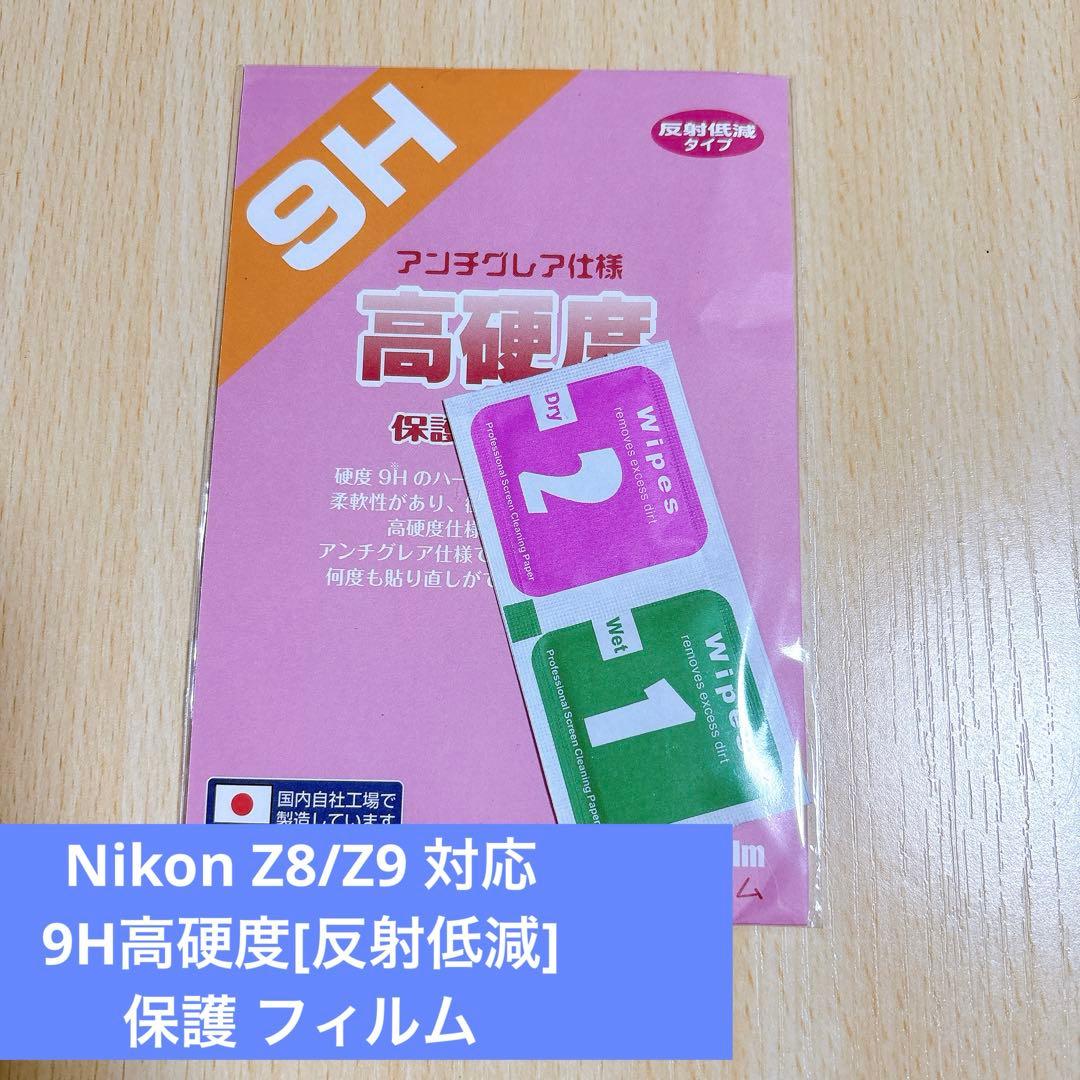 9H
反射低減
タイプ
アンチグレア仕様
高硬度
保護
硬度 9H のハー
柔軟性があり、
高硬度仕様
アンチグレア仕様で
何度も貼り直しがで
Wipes
removes excess dirt
Dry
2
Professional Screen Cleaning Paper
Wipes
removes excess dirt
Wet
1
Professional Screen Cleaning Paper
国内自社工場で
製造しています
lm
ム
Nikon Z8/Z9 対応
9H高硬度[反射低減]
保護 フィルム